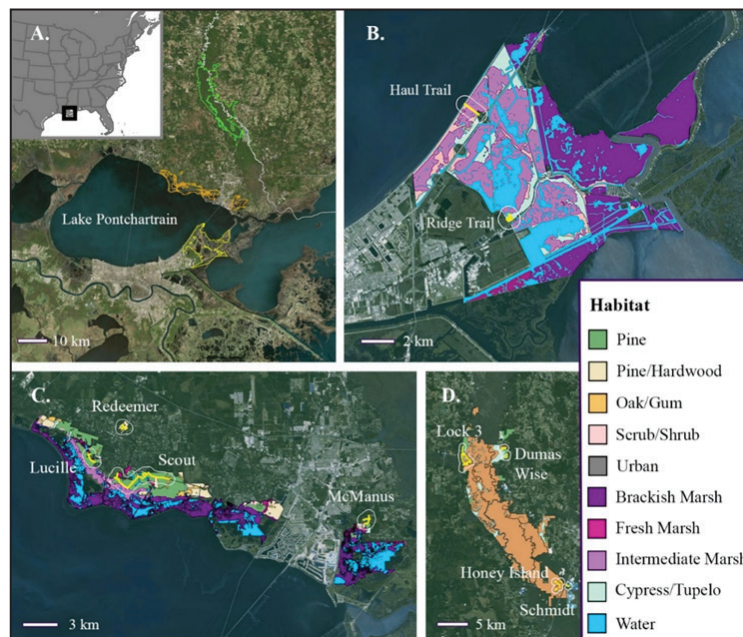 A.
Lake Pontchartrain
10 km
B.
Haul Trail
Ridge Trail
2 km
C.
Redeemer
Lucille
Scout
McManus
3 km
D.
Lock 3
Dumas
Wise
Honey Island
Schmidt
5 km
Habitat
Pine
Pine/Hardwood
Oak/Gum
Scrub/Shrub
Urban
Brackish Marsh
Fresh Marsh
Intermediate Marsh
Cypress/Tupelo
Water